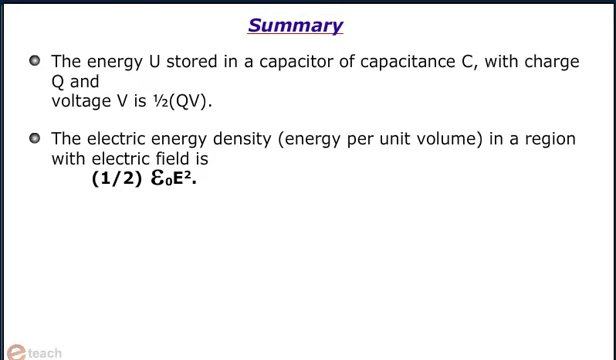 Summary
The energy U stored in a capacitor of capacitance C, with charge
Q and
voltage V is ½(QV).
The electric energy density (energy per unit volume) in a region
with electric field is
(1/2) ε₀E².
e teach